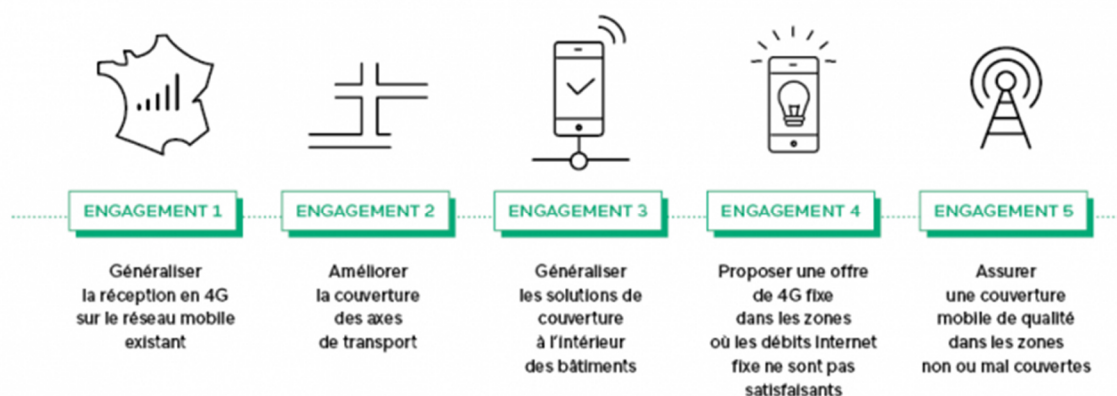 ENGAGEMENT 1
Généraliser
la réception en 4G
sur le réseau mobile
existant
ENGAGEMENT 2
Améliorer
la couverture
des axes
de transport
ENGAGEMENT 3
Généraliser
les solutions de
couverture
à l'intérieur
des bâtiments
ENGAGEMENT 4
Proposer une offre
de 4G fixe
dans les zones
où les débits Internet
fixe ne sont pas
satisfaisants
ENGAGEMENT 5
Assurer
une couverture
mobile de qualité
dans les zones
non ou mal couvertes